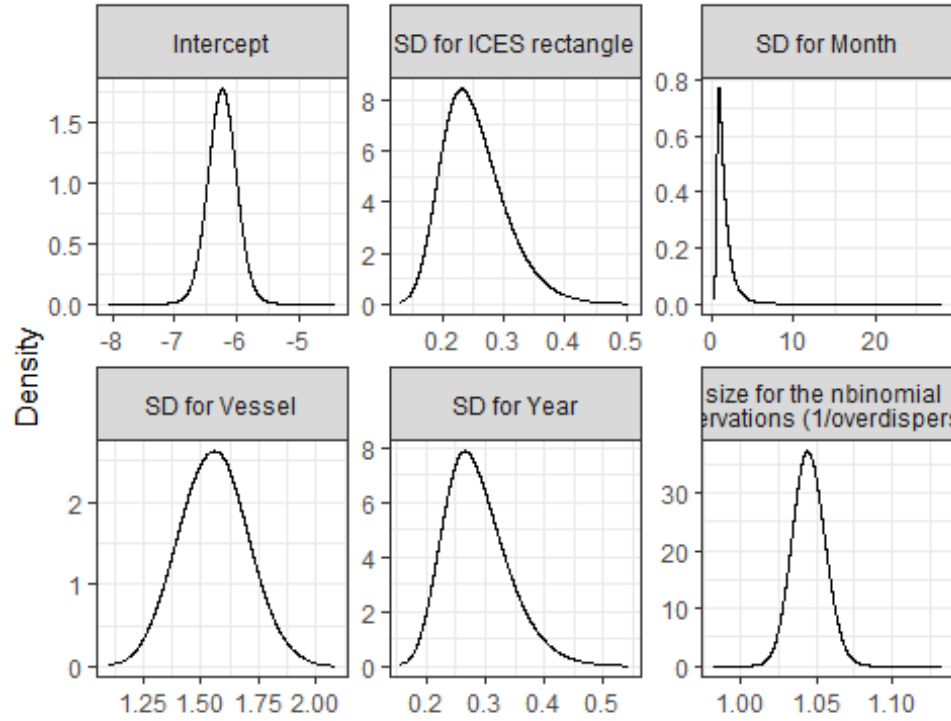 Intercept
SD for ICES rectangle
SD for Month
1.5
1.0
0.5
0.0
8
6
4
2
0
0.8
0.6
0.4
0.2
0.0
-8 -7 -6 -5
0.2 0.3 0.4 0.5
0 10 20
Density
SD for Vessel
SD for Year
size for the nbinomial
ervations (1/overdispers
2
1
0
8
6
4
2
0
30
20
10
0
1.25 1.50 1.75 2.00
0.2 0.3 0.4 0.5
1.00 1.05 1.10